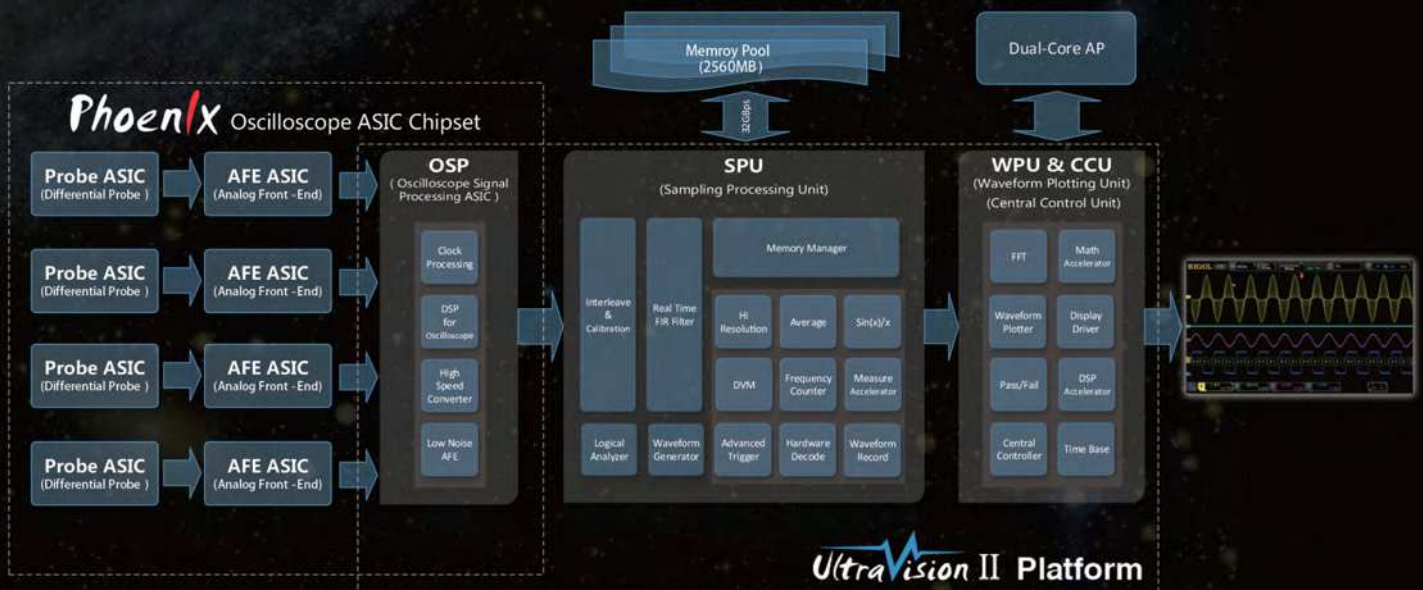 Memroy Pool
(2560MB)
Dual-Core AP
32GBps
PhoenIx Oscilloscope ASIC Chipset
Probe ASIC
(Differential Probe )
AFE ASIC
(Analog Front -End)
Probe ASIC
(Differential Probe )
AFE ASIC
(Analog Front -End)
Probe ASIC
(Differential Probe )
AFE ASIC
(Analog Front -End)
Probe ASIC
(Differential Probe )
AFE ASIC
(Analog Front -End)
OSP
( Oscilloscope Signal
Processing ASIC )
Clock
Processing
DSP
for
Oscilloscope
High
Speed
Converter
Low Noise
AFE
SPU
(Sampling Processing Unit)
Interleave
&
Calibration
Real Time
FIR Filter
Memory Manager
Hi
Resolution
Average
Sin(x)/x
DVM
Frequency
Counter
Measure
Accelerator
Logical
Analyzer
Waveform
Generator
Advanced
Trigger
Hardware
Decode
Waveform
Record
WPU & CCU
(Waveform Plotting Unit)
(Central Control Unit)
FFT
Math
Accelerator
Waveform
Plotter
Display
Driver
Pass/Fail
DSP
Accelerator
Central
Controller
Time Base
RIGOL
UltraVision II Platform